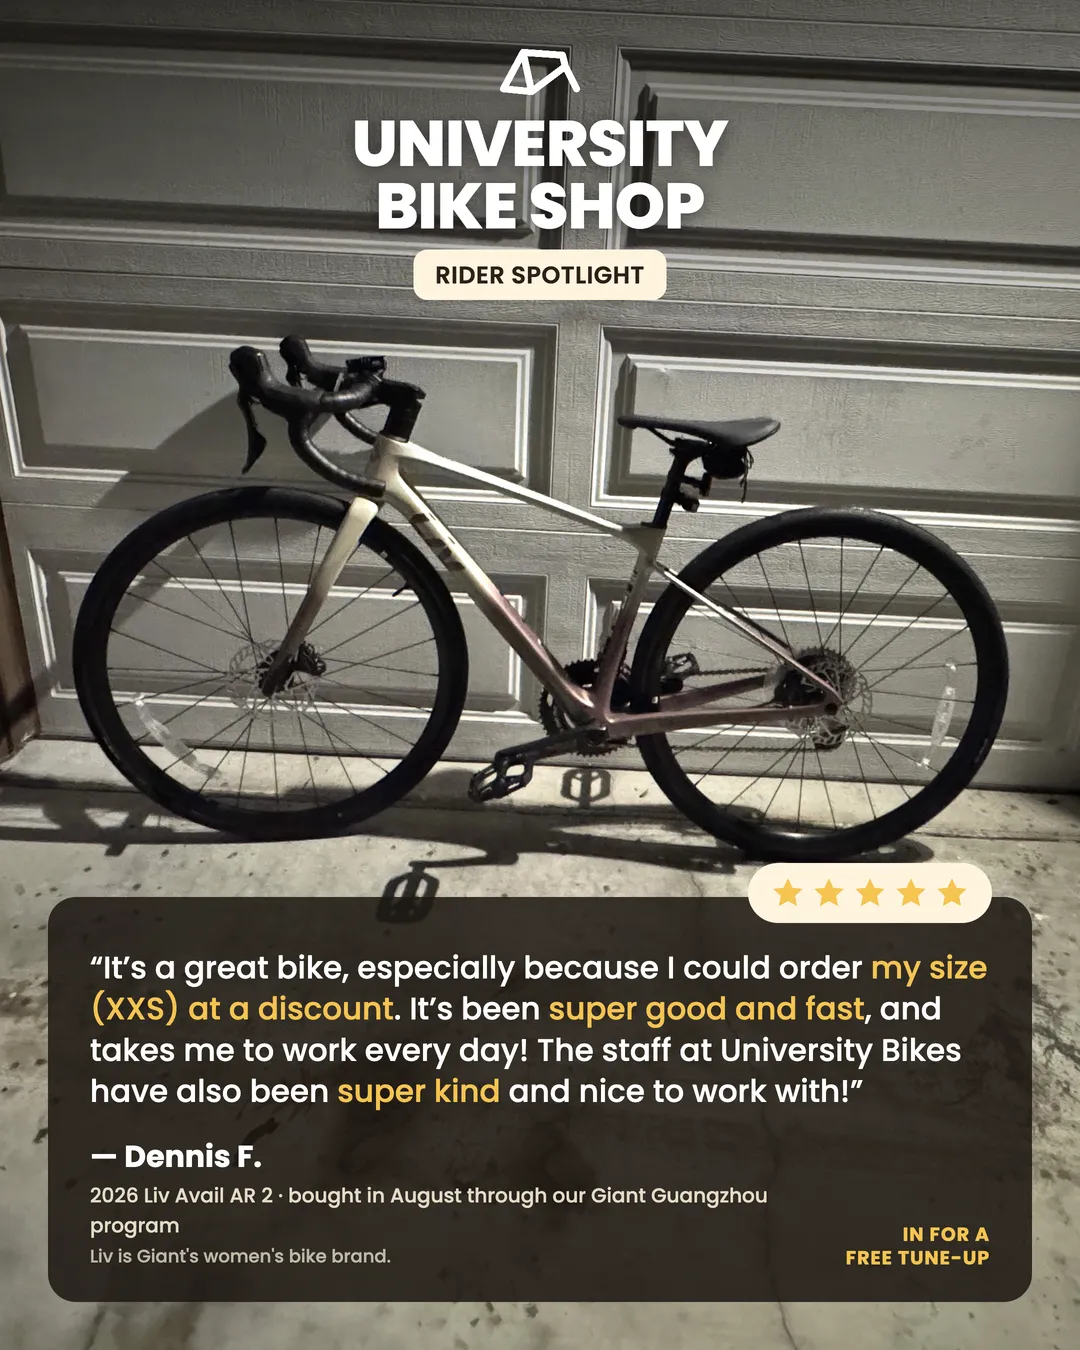 UNIVERSITY
BIKE SHOP
RIDER SPOTLIGHT
“It’s a great bike, especially because I could order my size
(XXS) at a discount. It’s been super good and fast, and
takes me to work every day! The staff at University Bikes
have also been super kind and nice to work with!”
— Dennis F.
2026 Liv Avail AR 2 · bought in August through our Giant Guangzhou
program
Liv is Giant's women's bike brand.
IN FOR A
FREE TUNE-UP